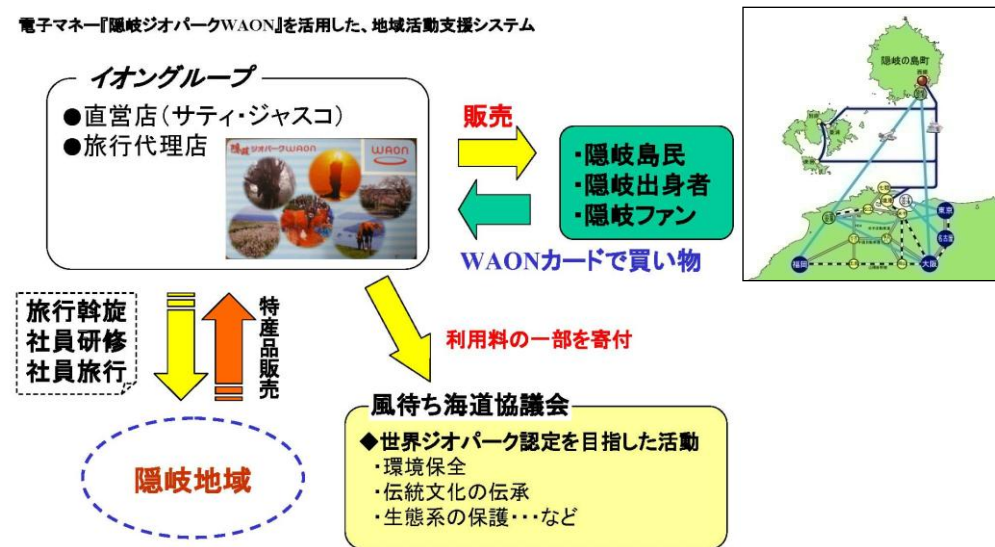 電子マネー『隠岐ジオパークWAON』を活用した、地域活動支援システム
イオングループ
●直営店(サティ・ジャスコ)
●旅行代理店
隠岐ジオパークWAON
WAON
販売
・隠岐島民
・隠岐出身者
・隠岐ファン
WAONカードで買い物
旅行斡旋
社員研修
社員旅行
特産品販売
利用料の一部を寄付
隠岐地域
風待ち海道協議会
◆世界ジオパーク認定を目指した活動
・環境保全
・伝統文化の伝承
・生態系の保護・・・など
隠岐の島町
東京
名古屋
大阪
福岡